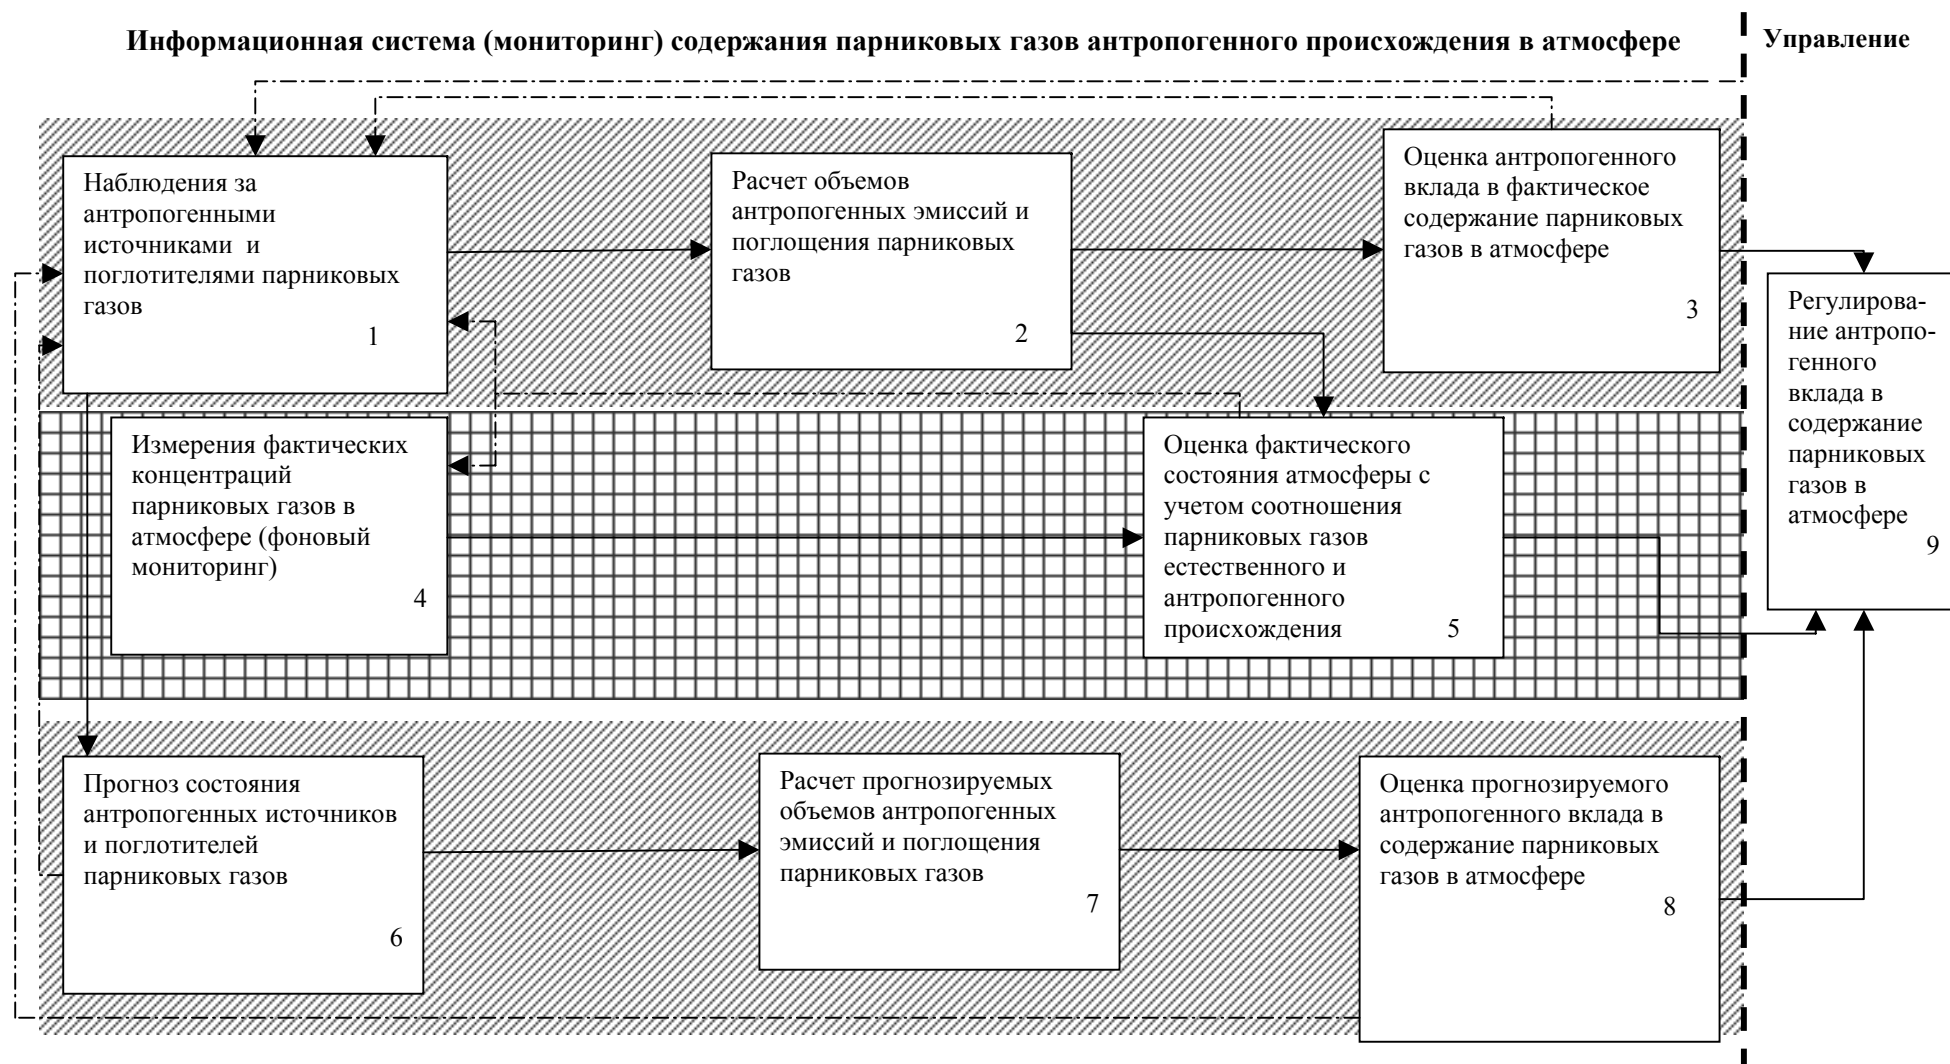 Информационная система (мониторинг) содержания парниковых газов антропогенного происхождения в атмосфере
Управление
Наблюдения за
антропогенными
источниками и
поглотителями парниковых
газов
1
Расчет объемов
антропогенных эмиссий и
поглощения парниковых
газов
2
Оценка антропогенного
вклада в фактическое
содержание парниковых
газов в атмосфере
3
Измерения фактических
концентраций
парниковых газов в
атмосфере (фоновый
мониторинг)
4
Оценка фактического
состояния атмосферы с
учетом соотношения
парниковых газов
естественного и
антропогенного
происхождения
5
Прогноз состояния
антропогенных источников
и поглотителей
парниковых газов
6
Расчет прогнозируемых
объемов антропогенных
эмиссий и поглощения
парниковых газов
7
Оценка прогнозируемого
антропогенного вклада в
содержание парниковых
газов в атмосфере
8
Регулирова-
ние антропо-
генного
вклада в
содержание
парниковых
газов в
атмосфере
9